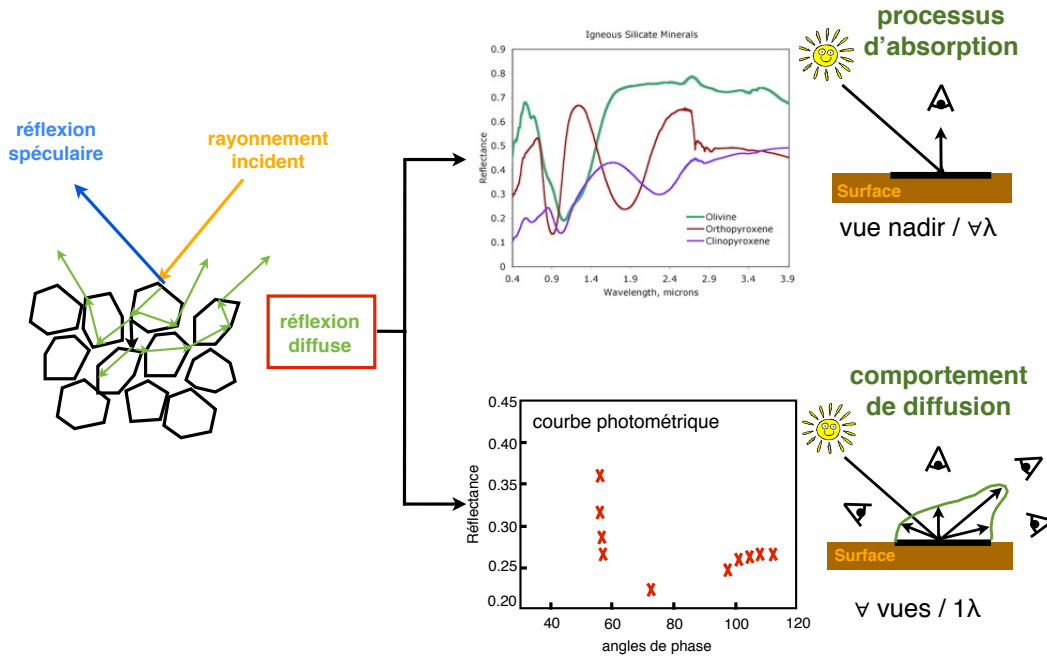 réflexion
spéculaire
rayonnement
incident
réflexion
diffuse
Igneous Silicate Minerals
Reflectance
0.9
0.8
0.7
0.6
0.5
0.4
0.3
0.2
0.1
0
Olivine
Orthopyroxene
Clinopyroxene
0.4 0.9 1.4 1.9 2.4 2.9 3.4 3.9
Wavelength, microns
processus
d’absorption
Surface
vue nadir / ∀λ
courbe photométrique
Réflectance
0.45
0.40
0.35
0.30
0.25
0.20
40 60 80 100 120
angles de phase
comportement
de diffusion
Surface
∀ vues / 1λ